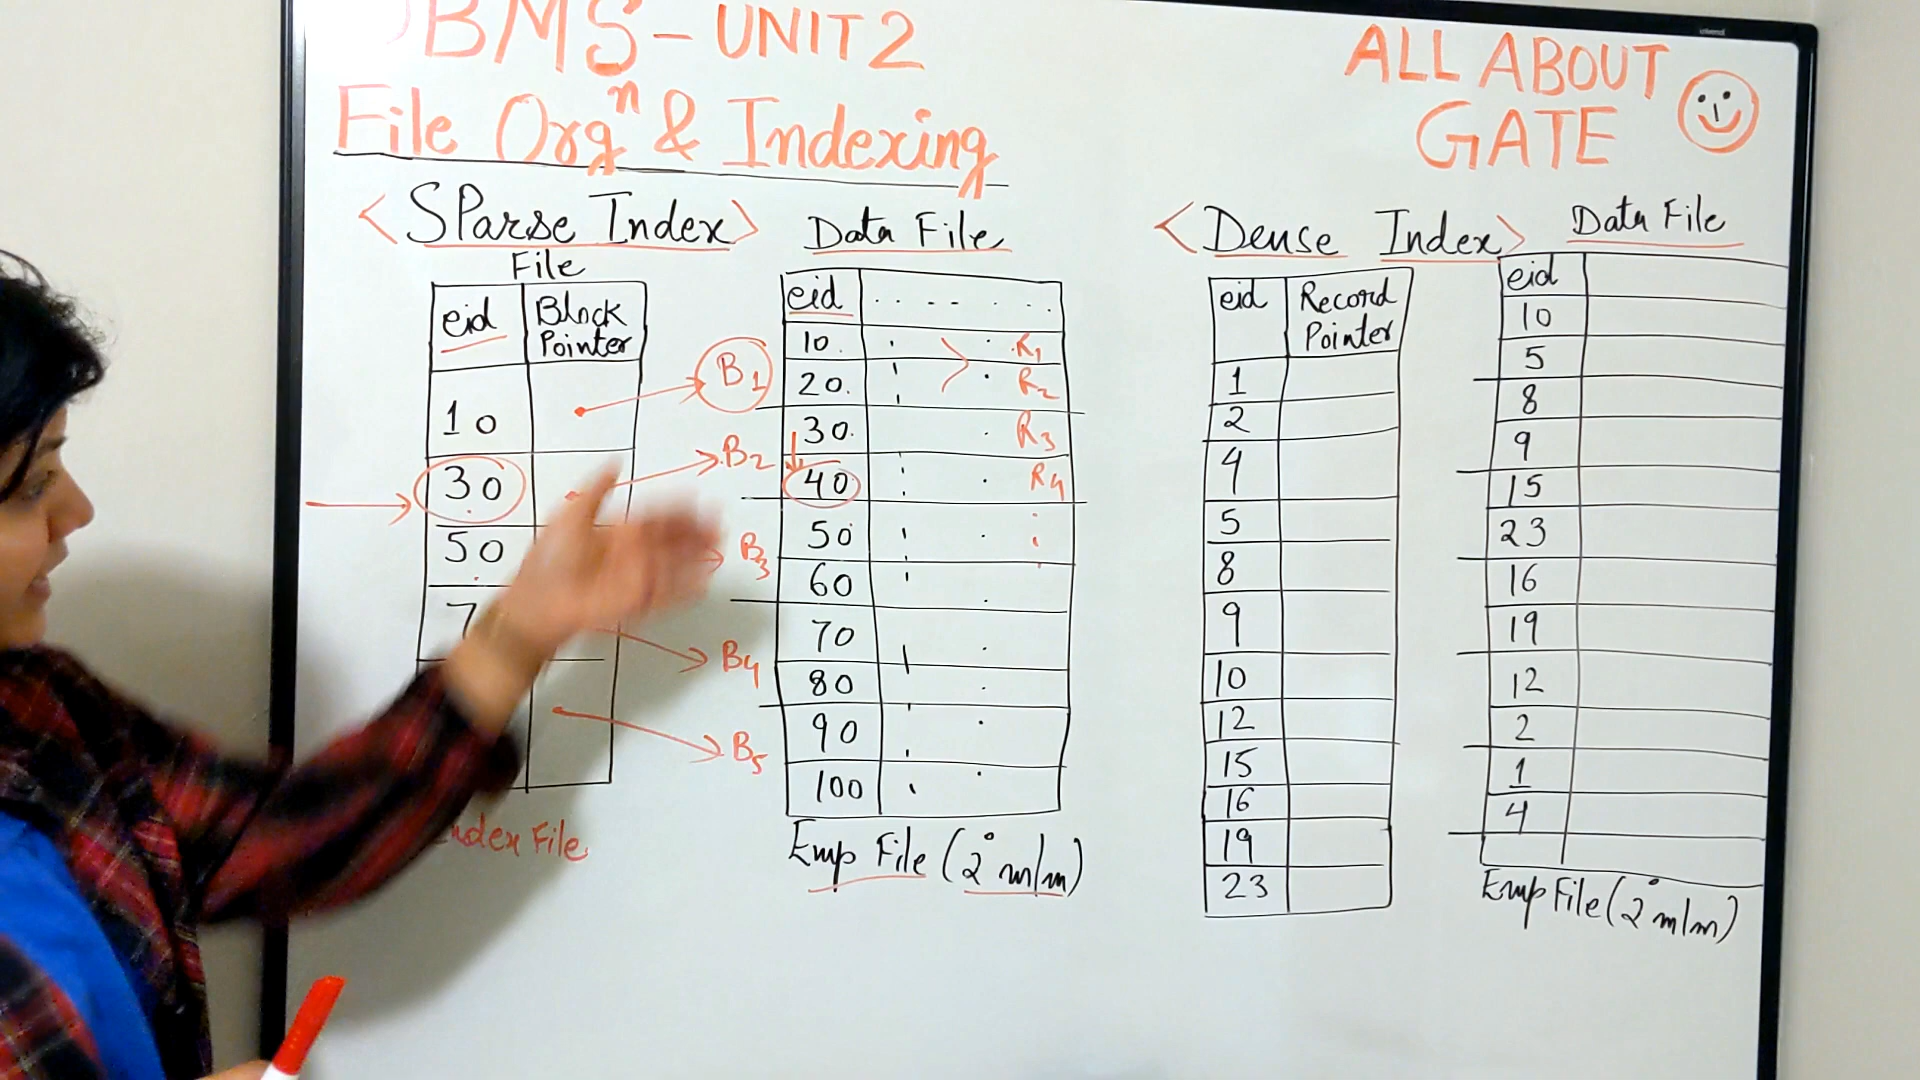 DBMS - UNIT 2
File Orgⁿ & Indexing
ALL ABOUT
GATE
<SParse Index>
File
eid Block Pointer
10
30
50
7
Index File
B1
B2
B3
B4
B5
Data File
eid . . - - . . .
10. R1
20. R2
30. R3
40 R4
50
60
70
80
90
100
Emp File (2° m/m)
<Dense Index>
eid Record Pointer
1
2
4
5
8
9
10
12
15
16
19
23
Data File
eid
10
5
8
9
15
23
16
19
12
2
1
4
Emp File (2° m/m)